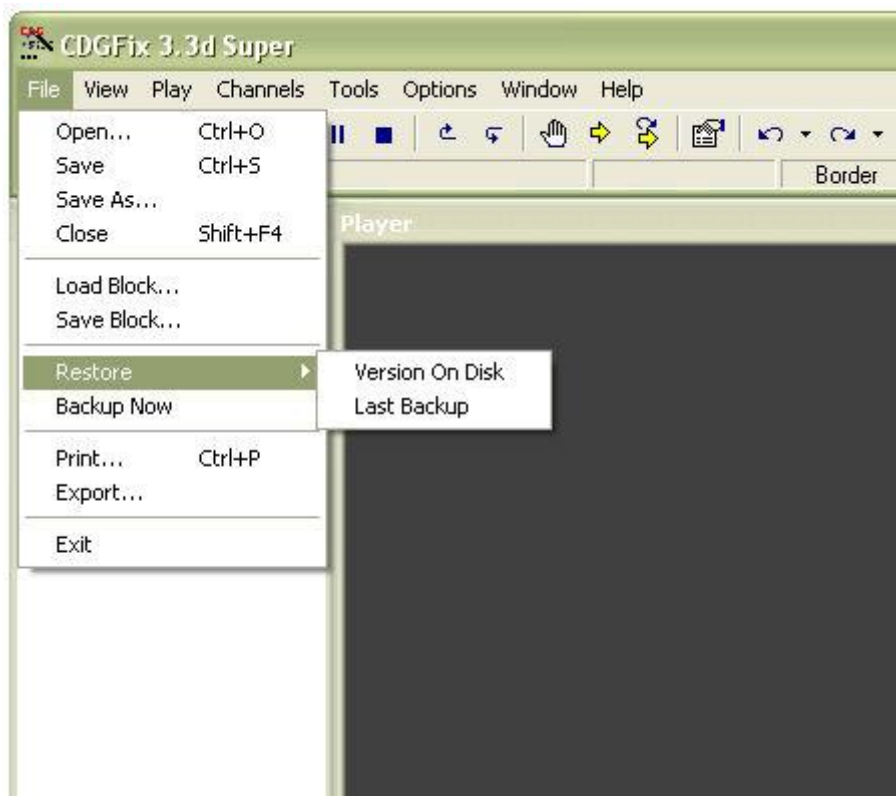 CDGFix 3.3d Super
File View Play Channels Tools Options Window Help
Open... Ctrl+O
Save Ctrl+S
Save As...
Close Shift+F4
Load Block...
Save Block...
Restore
Backup Now
Print... Ctrl+P
Export...
Exit
Version On Disk
Last Backup
Border
Player